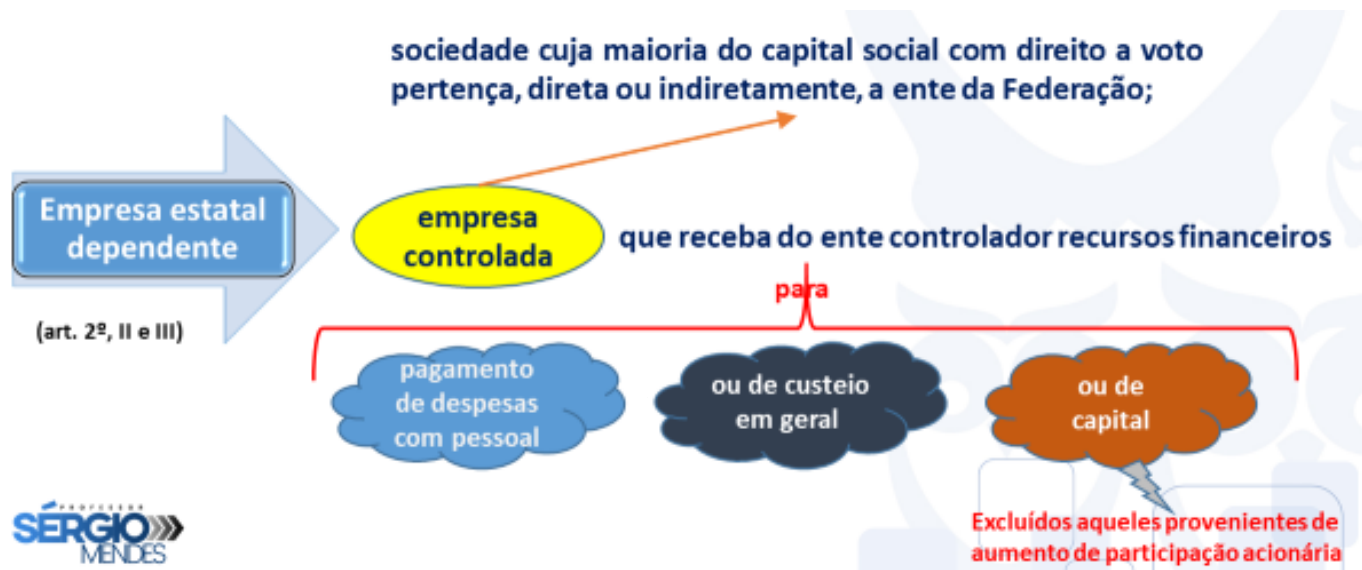 sociedade cuja maioria do capital social com direito a voto
pertença, direta ou indiretamente, a ente da Federação;
Empresa estatal
dependente
(art. 2º, II e III)
empresa
controlada
que receba do ente controlador recursos financeiros
para
pagamento
de despesas
com pessoal
ou de custeio
em geral
ou de
capital
Excluídos aqueles provenientes de
aumento de participação acionária
PROFESSOR
SÉRGIO
MENDES